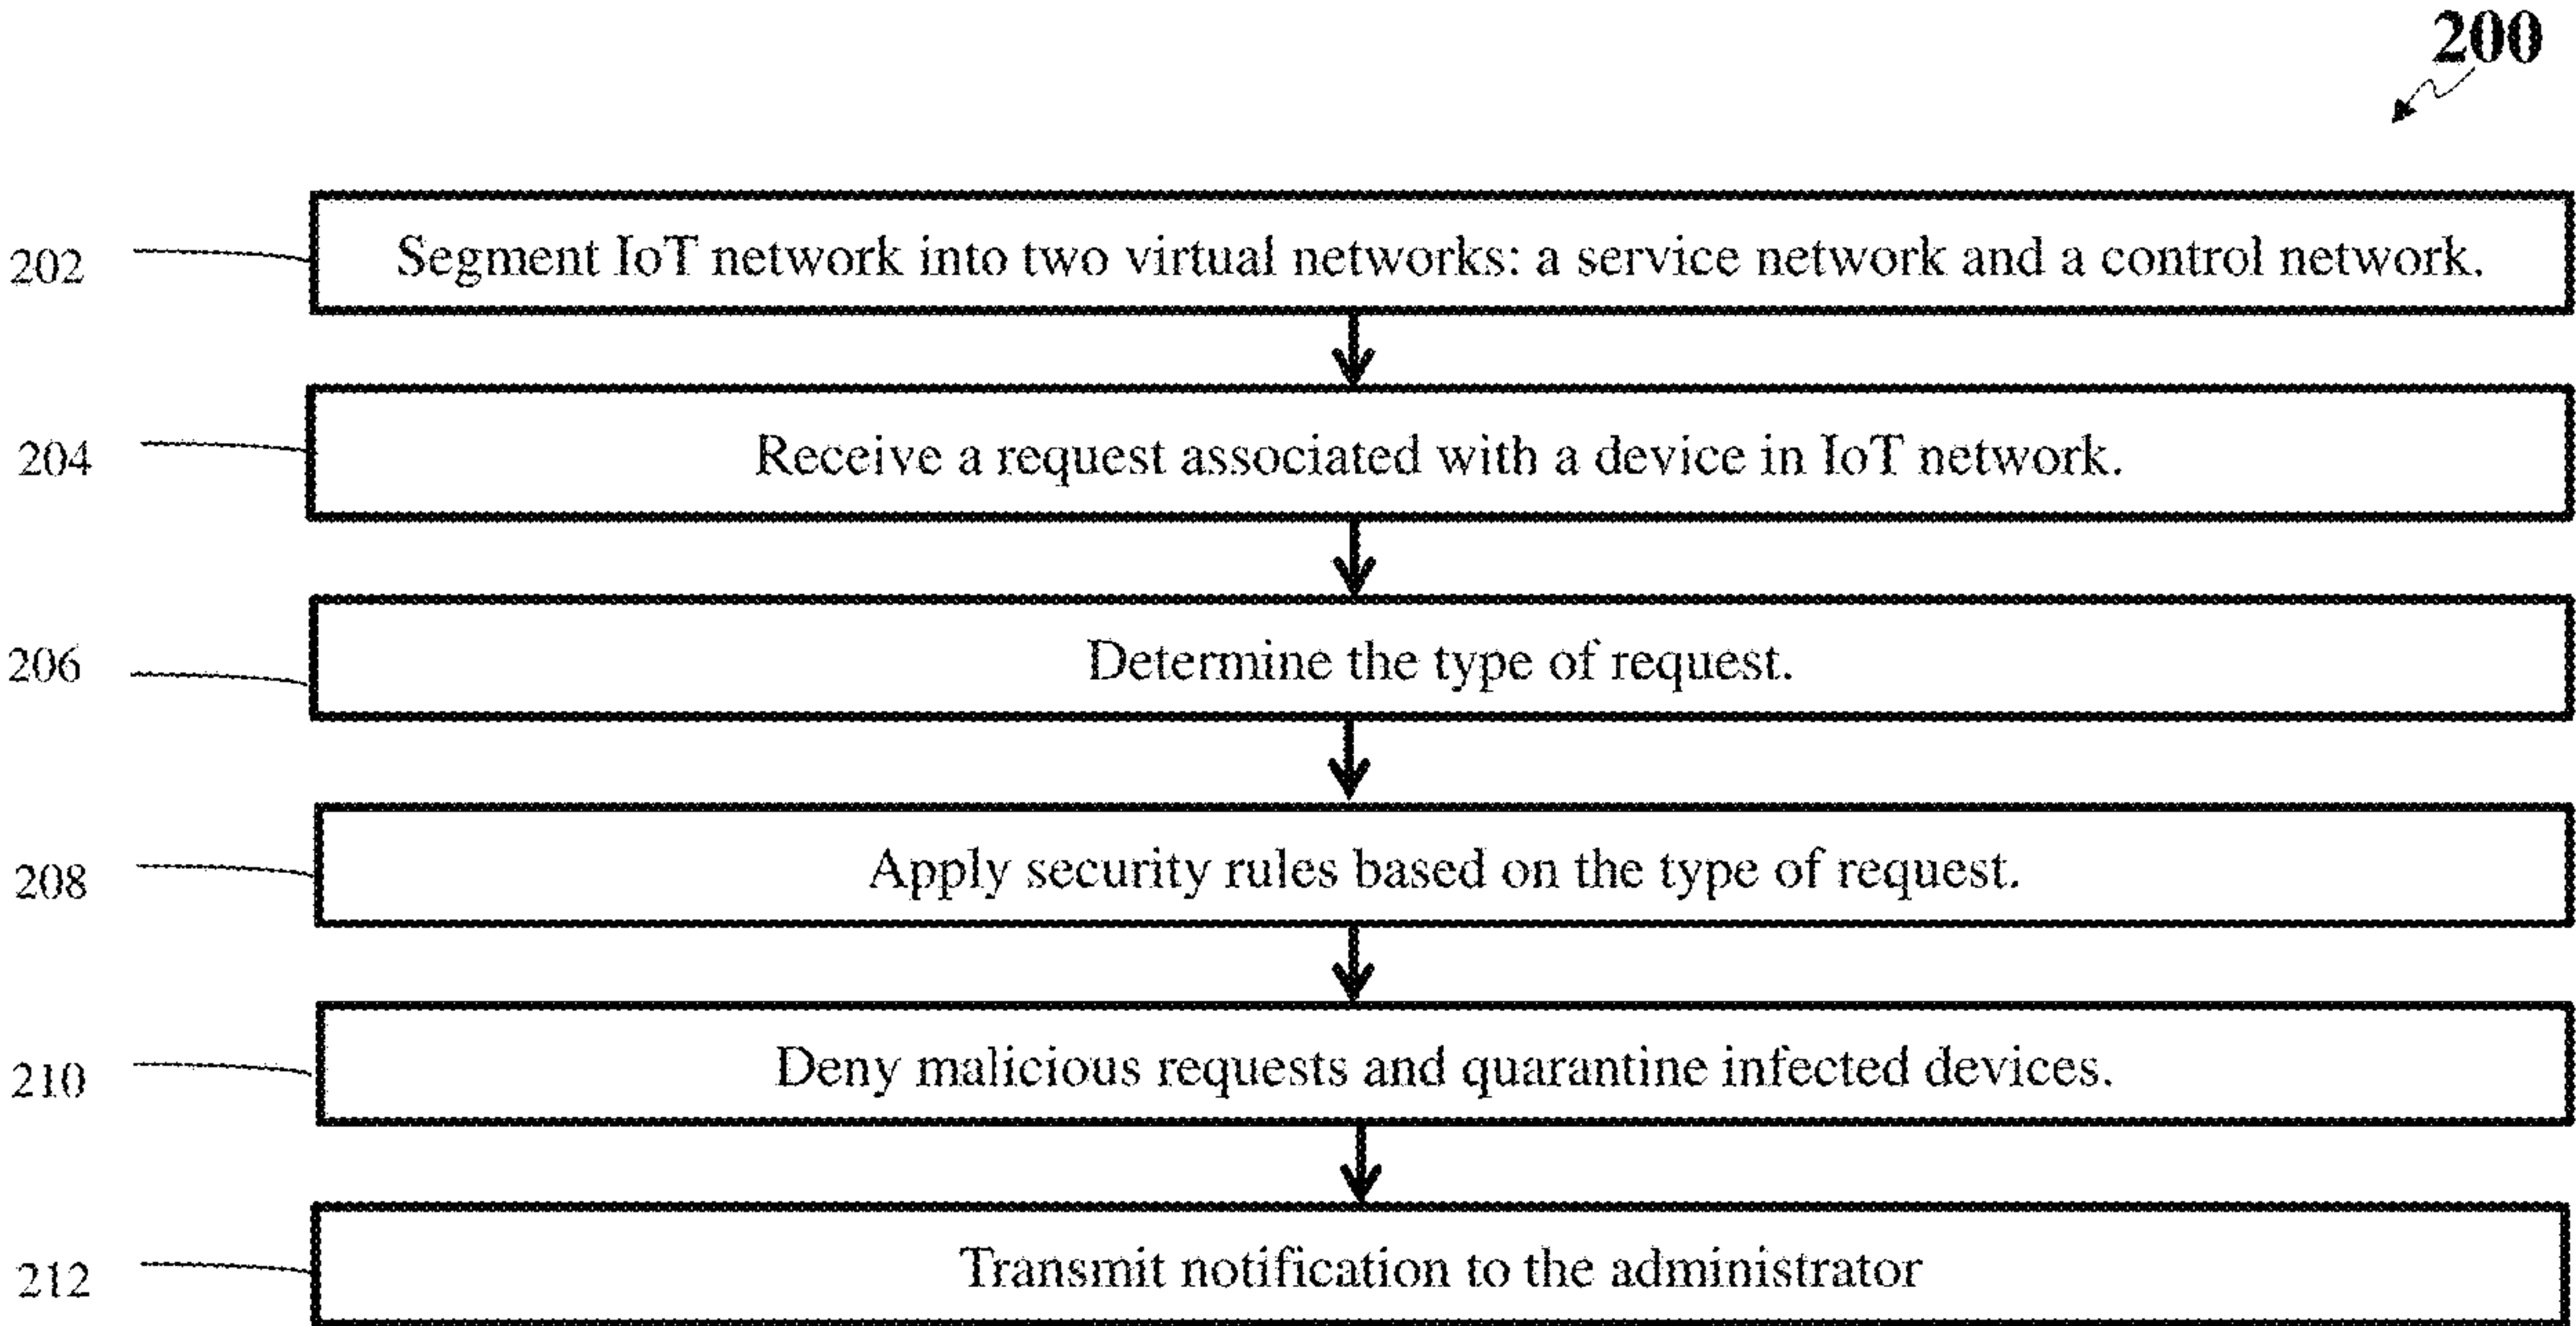 200
202 Segment IoT network into two virtual networks: a service network and a control network.
204 Receive a request associated with a device in IoT network.
206 Determine the type of request.
208 Apply security rules based on the type of request.
210 Deny malicious requests and quarantine infected devices.
212 Transmit notification to the administrator